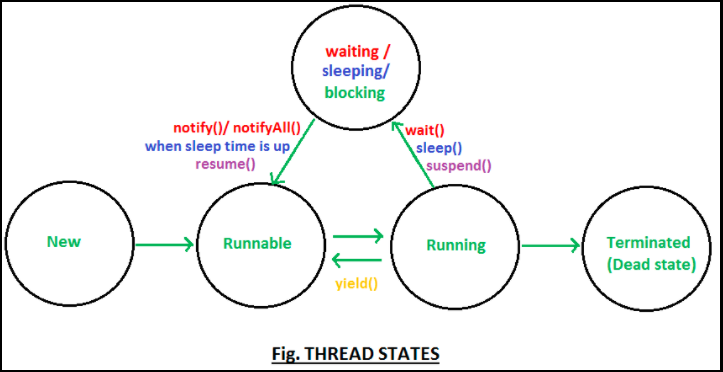 waiting /
sleeping/
blocking
notify()/ notifyAll()
when sleep time is up
resume()
wait()
sleep()
suspend()
New
Runnable
Running
Terminated
(Dead state)
yield()
Fig. THREAD STATES